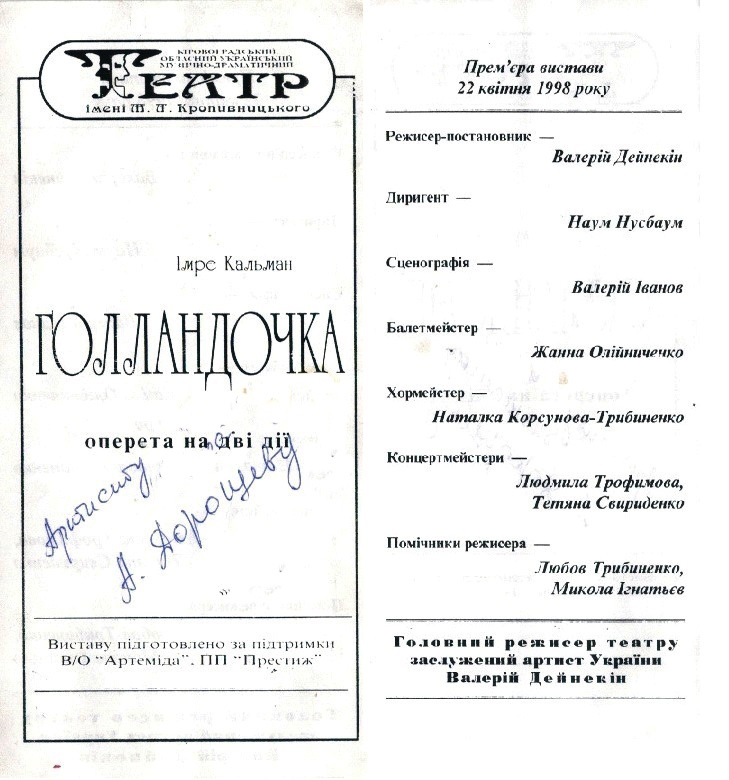 КІРОВОГРАДСЬКИЙ
ОБЛАСНИЙ УКРАЇНСЬКИЙ
МУЗИЧНО-ДРАМАТИЧНИЙ
ТЕАТР
імені М. Л. Кропивницького
Імре Кальман
ГОЛЛАНДОЧКА
оперета на дві дії
Артисту
А. Дорощеву
Виставу підготовлено за підтримки
В/О "Артеміда", ПП "Престиж"
Прем'єра вистави
22 квітня 1998 року
Режисер-постановник —
Валерій Дейнекін
Диригент —
Наум Нусбаум
Сценографія —
Валерій Іванов
Балетмейстер —
Жанна Олійниченко
Хормейстер —
Наталка Корсунова-Трибиненко
Концертмейстери —
Людмила Трофимова,
Тетяна Свириденко
Помічники режисера —
Любов Трибиненко,
Микола Ігнатьєв
Головний режисер театру
заслужений артист України
Валерій Дейнекін